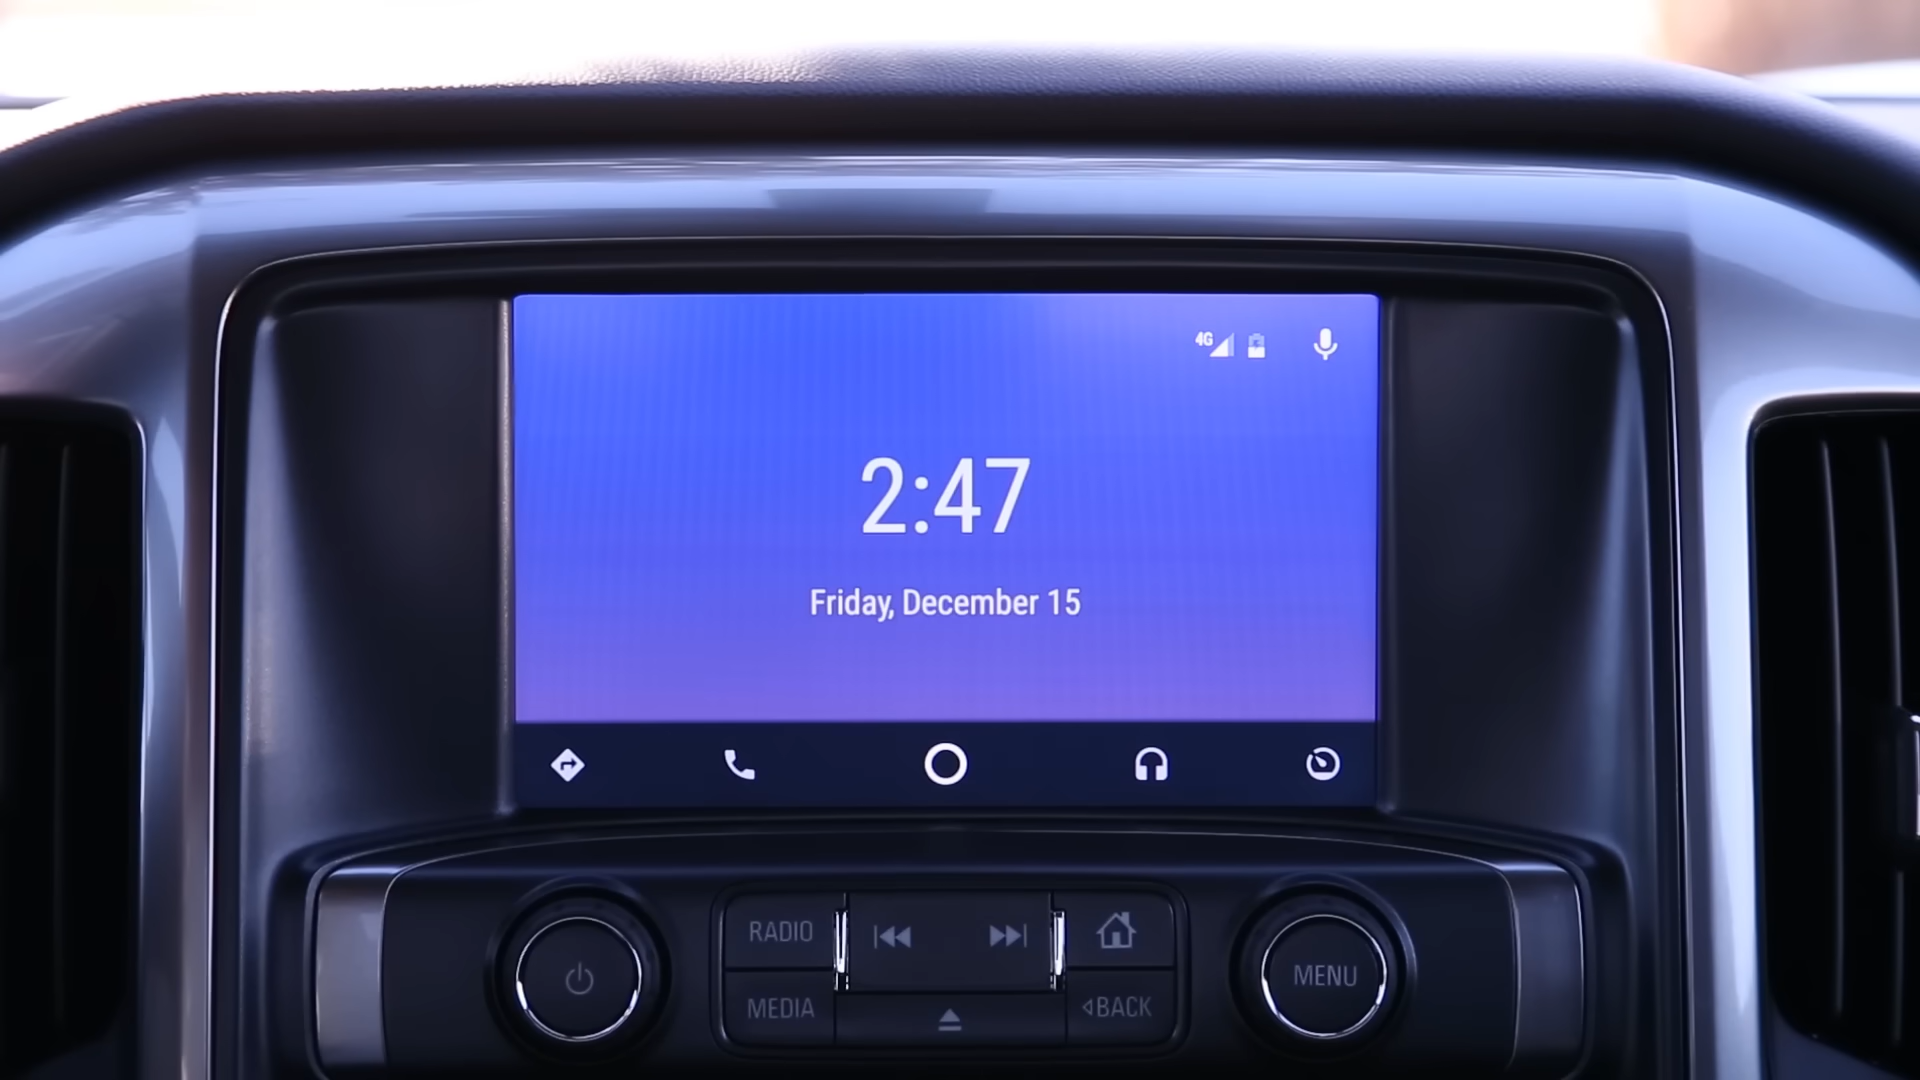 4G
2:47
Friday, December 15
RADIO
MEDIA
BACK
MENU